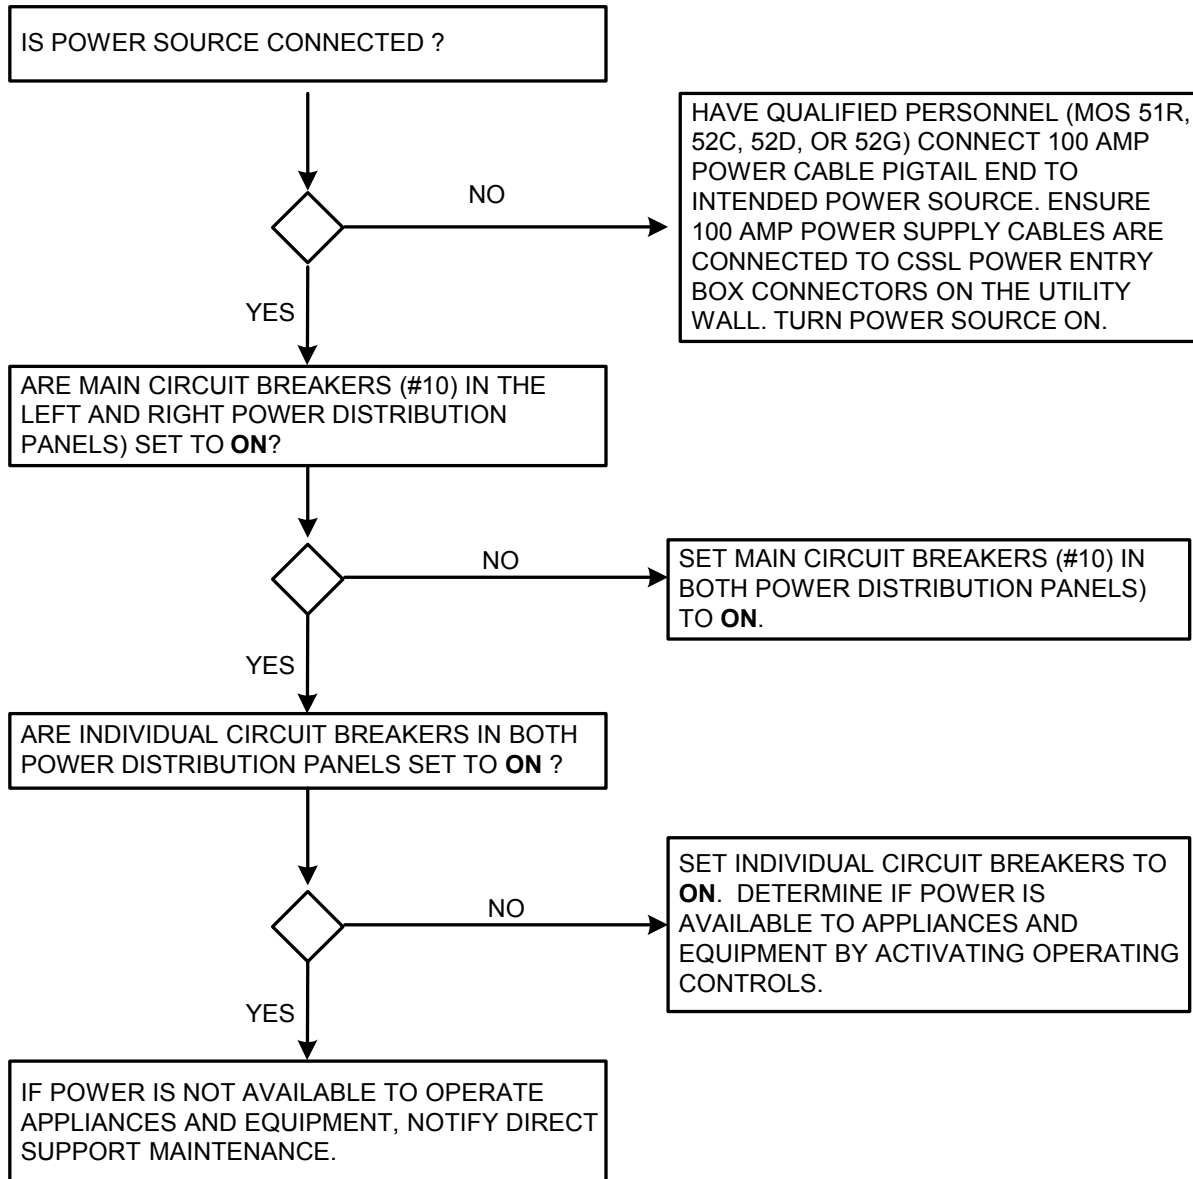 IS POWER SOURCE CONNECTED ?
NO
HAVE QUALIFIED PERSONNEL (MOS 51R,
52C, 52D, OR 52G) CONNECT 100 AMP
POWER CABLE PIGTAIL END TO
INTENDED POWER SOURCE. ENSURE
100 AMP POWER SUPPLY CABLES ARE
CONNECTED TO CSSL POWER ENTRY
BOX CONNECTORS ON THE UTILITY
WALL. TURN POWER SOURCE ON.
YES
ARE MAIN CIRCUIT BREAKERS (#10) IN THE
LEFT AND RIGHT POWER DISTRIBUTION
PANELS) SET TO ON?
NO
SET MAIN CIRCUIT BREAKERS (#10) IN
BOTH POWER DISTRIBUTION PANELS)
TO ON.
YES
ARE INDIVIDUAL CIRCUIT BREAKERS IN BOTH
POWER DISTRIBUTION PANELS SET TO ON ?
NO
SET INDIVIDUAL CIRCUIT BREAKERS TO
ON. DETERMINE IF POWER IS
AVAILABLE TO APPLIANCES AND
EQUIPMENT BY ACTIVATING OPERATING
CONTROLS.
YES
IF POWER IS NOT AVAILABLE TO OPERATE
APPLIANCES AND EQUIPMENT, NOTIFY DIRECT
SUPPORT MAINTENANCE.